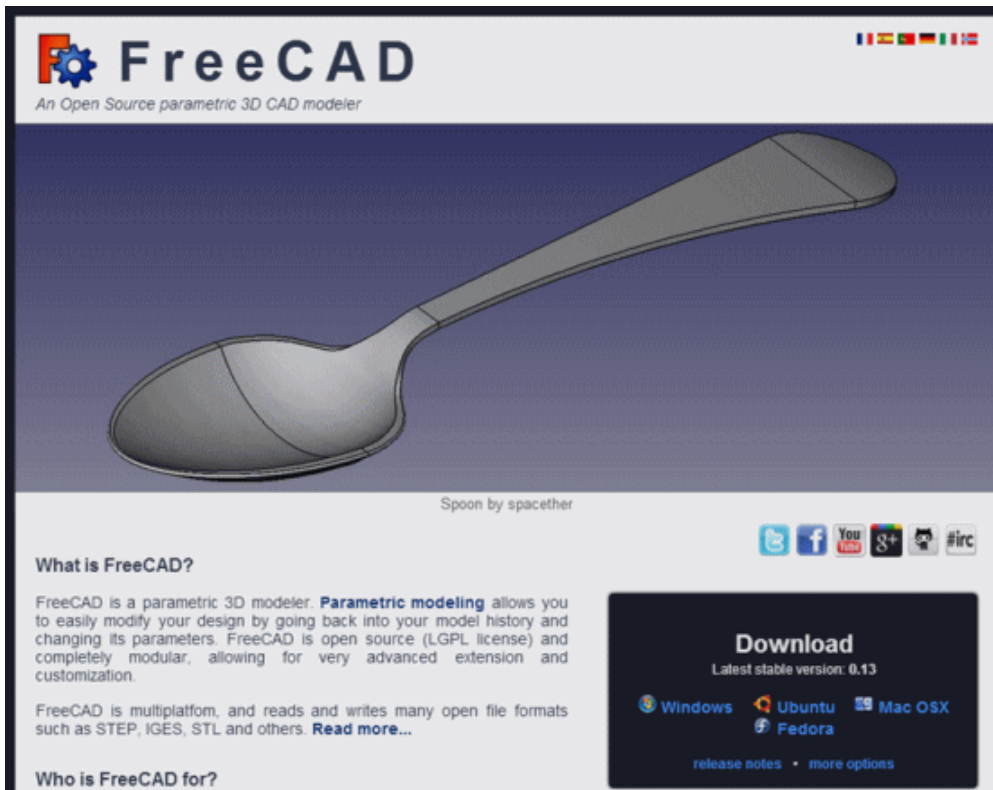 FreeCAD
An Open Source parametric 3D CAD modeler
Spoon by spacether
You
Tube
g+
#irc
What is FreeCAD?
FreeCAD is a parametric 3D modeler. Parametric modeling allows you
to easily modify your design by going back into your model history and
changing its parameters. FreeCAD is open source (LGPL license) and
completely modular, allowing for very advanced extension and
customization.
FreeCAD is multiplatfom, and reads and writes many open file formats
such as STEP, IGES, STL and others. Read more...
Who is FreeCAD for?
Download
Latest stable version: 0.13
Windows Ubuntu Mac OSX
Fedora
release notes • more options